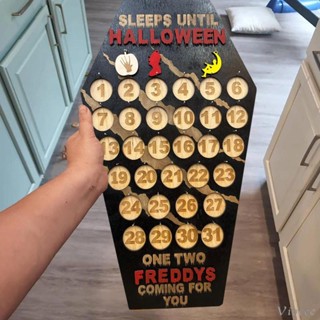 SLEEPS UNTIL
HALLOWEEN
1 2 3 4 5 6
7 8 9 10 11 12
13 14 15 16 17 18
19 20 21 22 23
24 25 26 27
28 29 30 31
ONE TWO
FREDDYS
COMING FOR
YOU